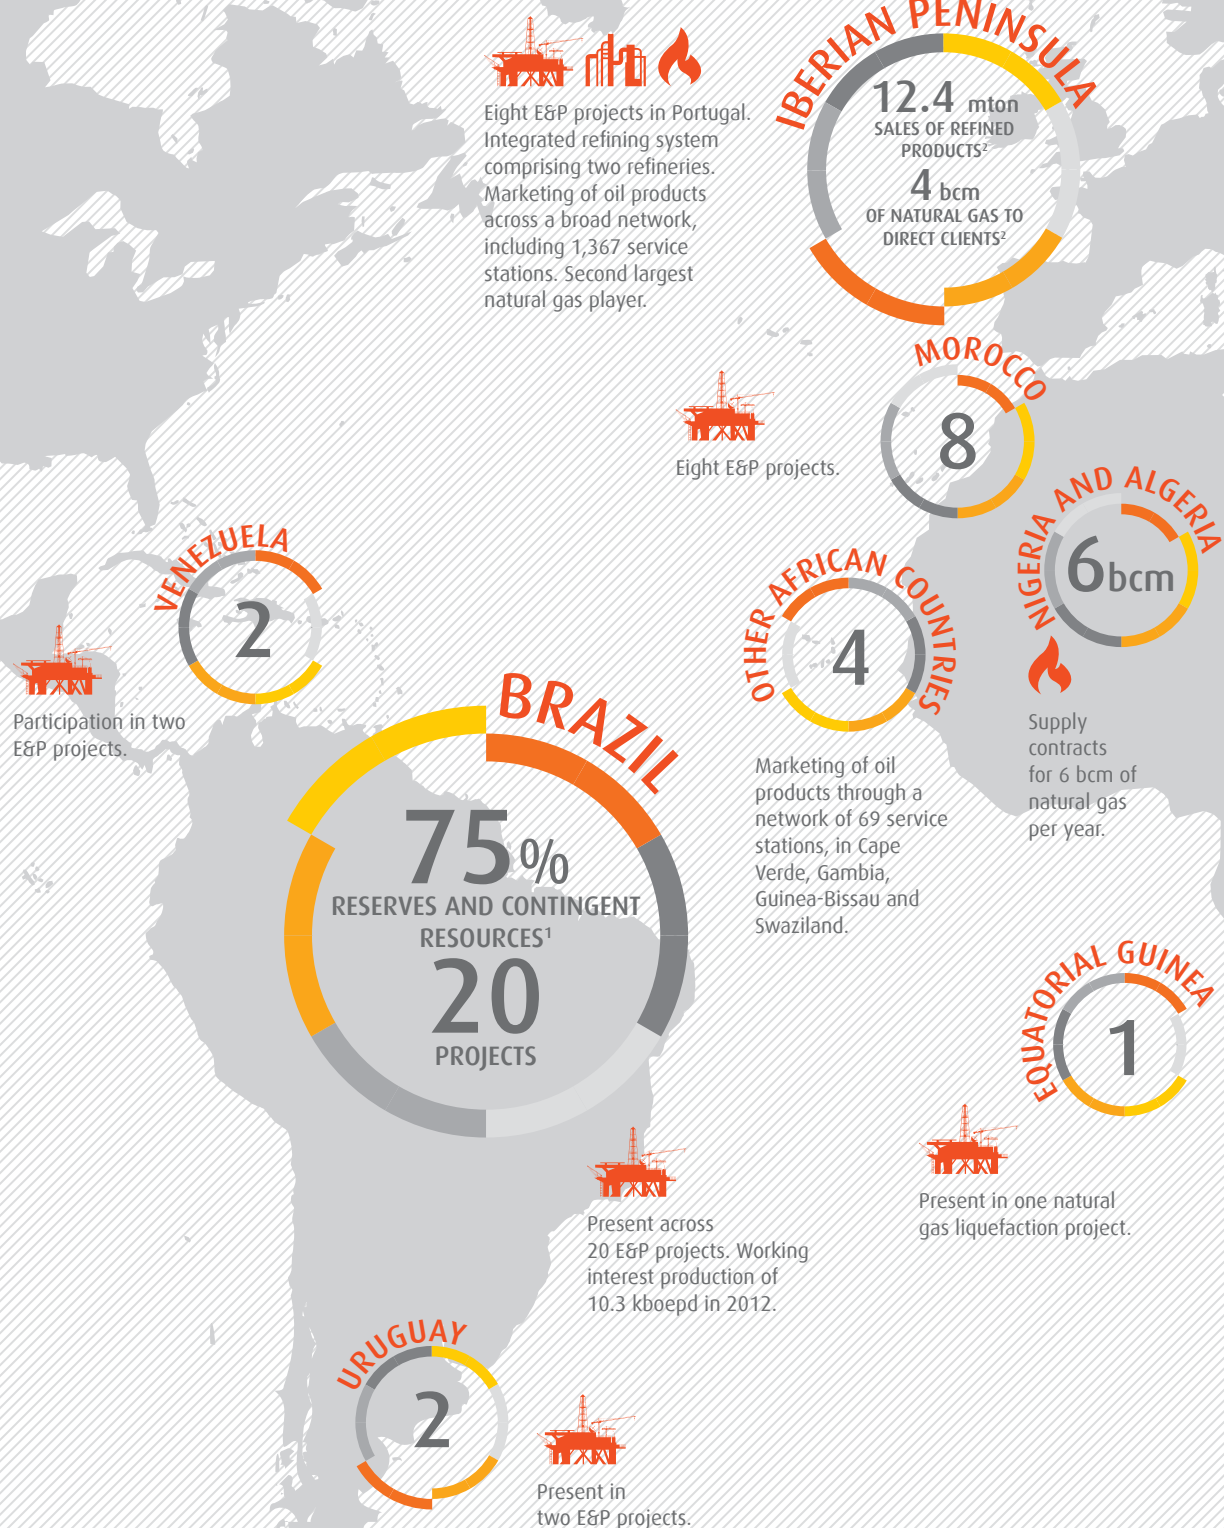 Eight E&P projects in Portugal.
Integrated refining system
comprising two refineries.
Marketing of oil products
across a broad network,
including 1,367 service
stations. Second largest
natural gas player.
IBERIAN PENINSULA
12.4 mton
SALES OF REFINED
PRODUCTS²
4 bcm
OF NATURAL GAS TO
DIRECT CLIENTS²
MOROCCO
8
Eight E&P projects.
NIGERIA AND ALGERIA
6bcm
Supply
contracts
for 6 bcm of
natural gas
per year.
VENEZUELA
2
Participation in two
E&P projects.
OTHER AFRICAN COUNTRIES
4
Marketing of oil
products through a
network of 69 service
stations, in Cape
Verde, Gambia,
Guinea-Bissau and
Swaziland.
BRAZIL
75%
RESERVES AND CONTINGENT
RESOURCES¹
20
PROJECTS
Present across
20 E&P projects. Working
interest production of
10.3 kboepd in 2012.
EQUATORIAL GUINEA
1
Present in one natural
gas liquefaction project.
URUGUAY
2
Present in
two E&P projects.